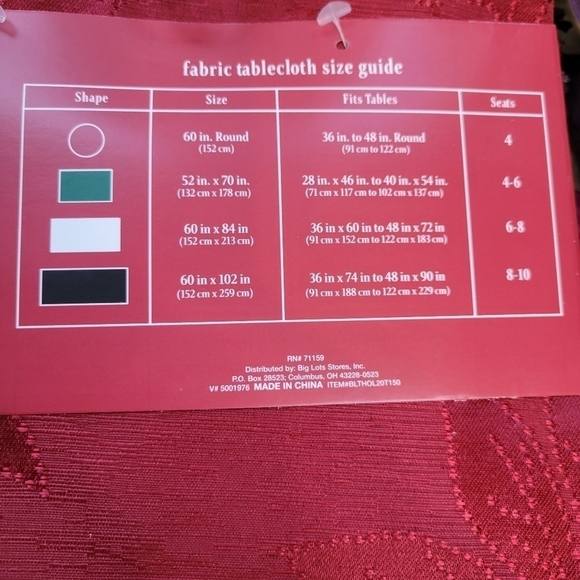 fabric tablecloth size guide
Shape Size Fits Tables Seats
60 in. Round 36 in. to 48 in. Round 4
(152 cm) (91 cm to 122 cm)
52 in. x 70 in. 28 in. x 46 in. to 40 in. x 54 in. 4-6
(132 cm x 178 cm) (71 cm x 117 cm to 102 cm x 137 cm)
60 in x 84 in 36 in x 60 in to 48 in x 72 in 6-8
(152 cm x 213 cm) (91 cm x 152 cm to 122 cm x 183 cm)
60 in x 102 in 36 in x 74 in to 48 in x 90 in 8-10
(152 cm x 259 cm) (91 cm x 188 cm to 122 cm x 229 cm)
RN# 71159
Distributed by: Big Lots Stores, Inc.
P.O. Box 28523; Columbus, OH 43228-0523
V# 5001976 MADE IN CHINA ITEM#BLTHOL20T150